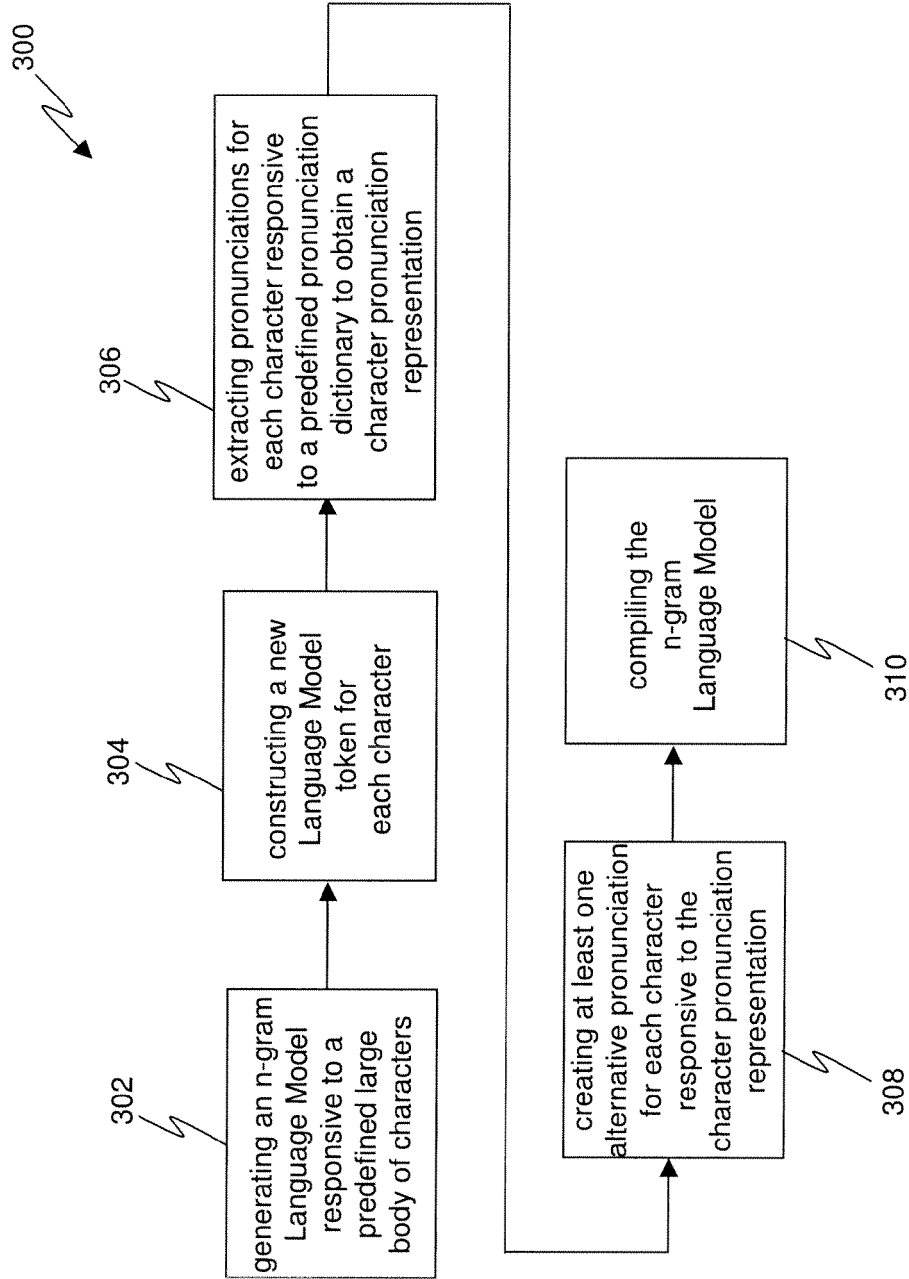 300
302
generating an n-gram
Language Model
responsive to a
predefined large
body of characters
304
constructing a new
Language Model
token for
each character
306
extracting pronunciations for
each character responsive
to a predefined pronunciation
dictionary to obtain a
character pronunciation
representation
creating at least one
alternative pronunciation
for each character
responsive to the
character pronunciation
representation
308
compiling the
n-gram
Language Model
310